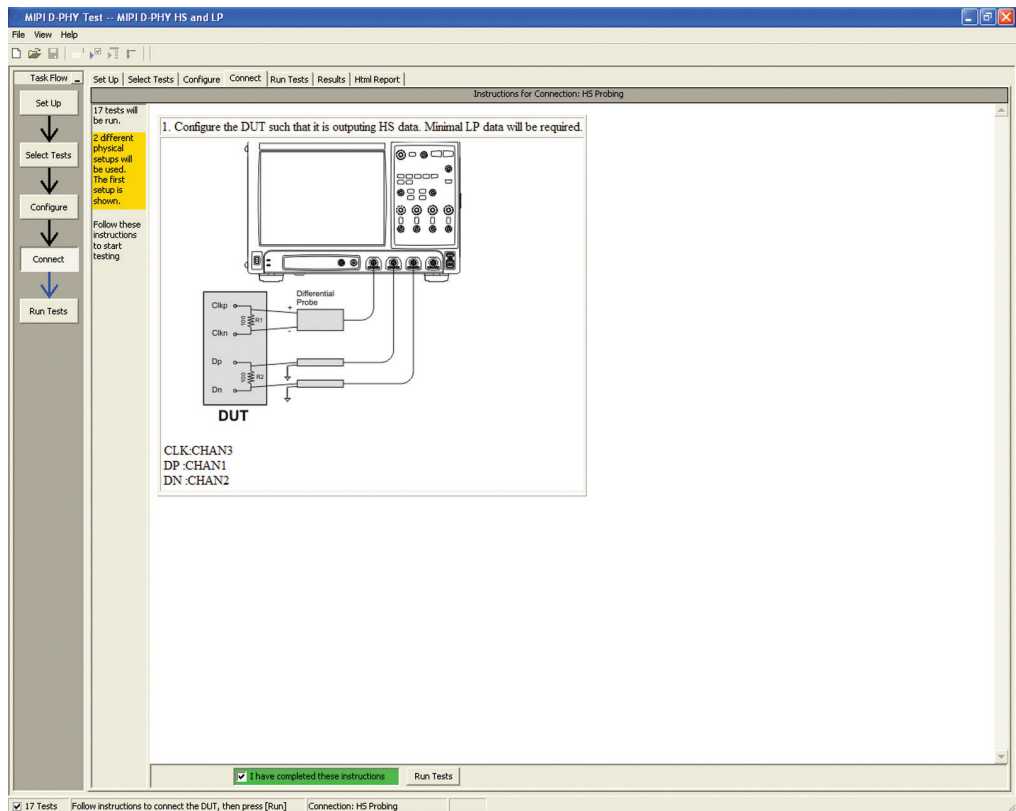 MIPI D-PHY Test -- MIPI D-PHY HS and LP
File View Help
Task Flow
Set Up
Select Tests
Configure
Connect
Run Tests
Set Up Select Tests Configure Connect Run Tests Results Html Report
Instructions for Connection: HS Probing
17 tests will
be run.
2 different
physical
setups will
be used.
The first
setup is
shown.
Follow these
instructions
to start
testing
1. Configure the DUT such that it is outputing HS data. Minimal LP data will be required.
Differential
Probe
+
-
Clkp
100 R1
Clkn
Dp
100 R2
Dn
DUT
CLK:CHAN3
DP :CHAN1
DN :CHAN2
I have completed these instructions Run Tests
17 Tests Follow instructions to connect the DUT, then press [Run] Connection: HS Probing